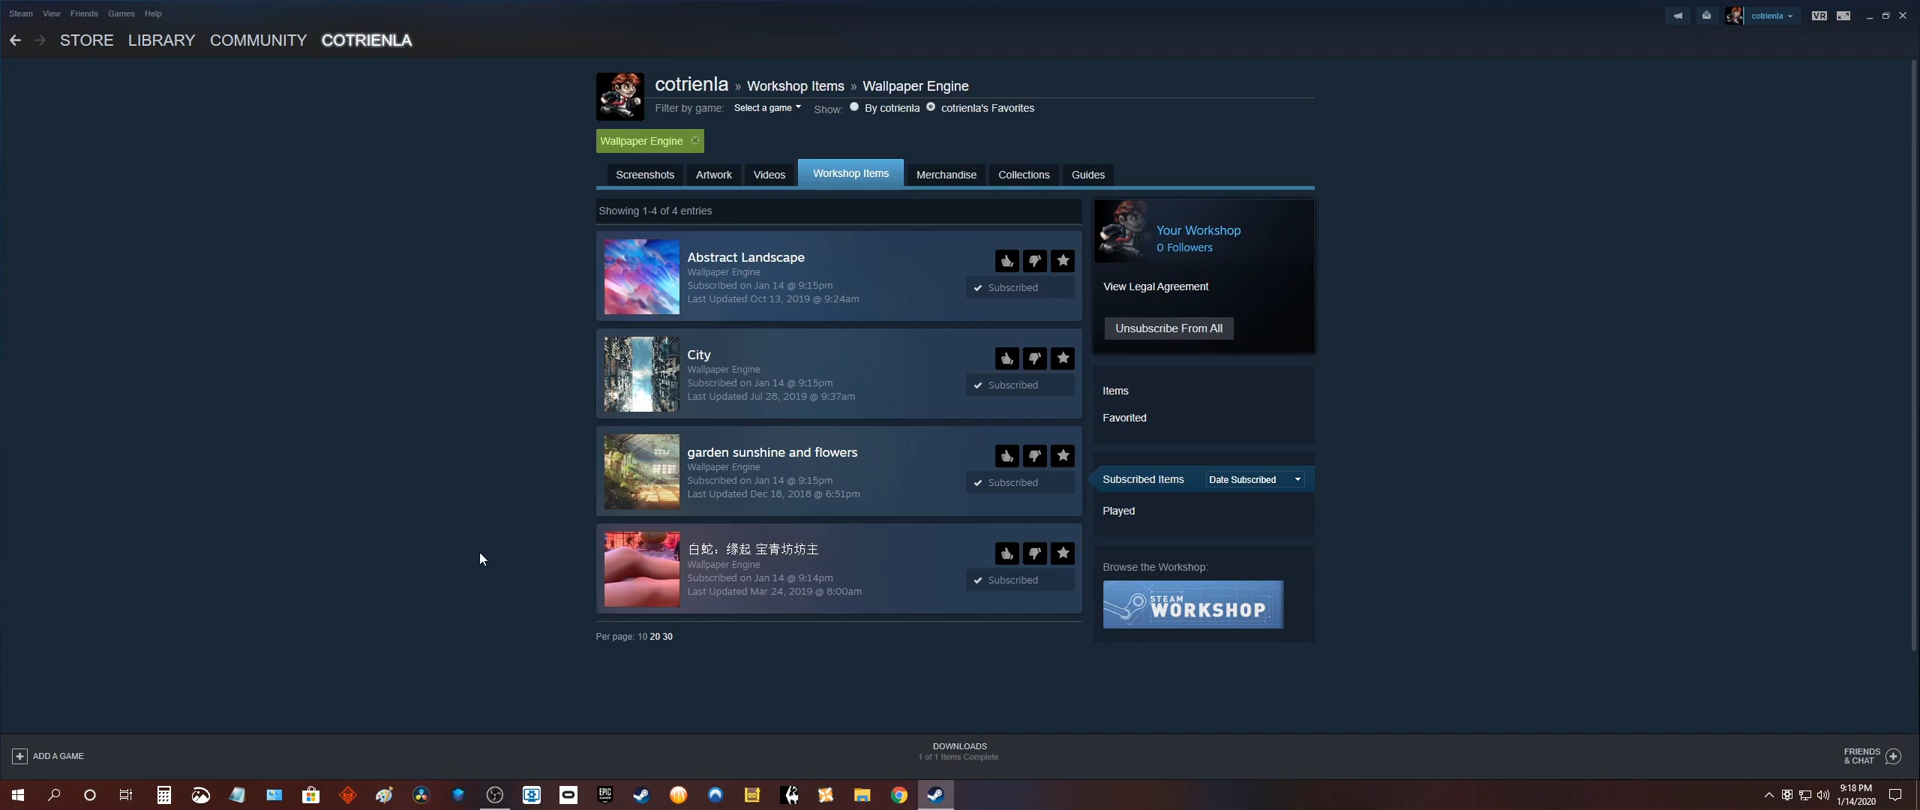 Steam View Friends Games Help
cotrienla
VR
STORE LIBRARY COMMUNITY COTRIENLA
cotrienla » Workshop Items » Wallpaper Engine
Filter by game: Select a game Show: By cotrienla cotrienla's Favorites
Wallpaper Engine
Screenshots Artwork Videos Workshop Items Merchandise Collections Guides
Showing 1-4 of 4 entries
Abstract Landscape
Wallpaper Engine
Subscribed on Jan 14 @ 9:15pm
Last Updated Oct 13, 2019 @ 9:24am
Subscribed
City
Wallpaper Engine
Subscribed on Jan 14 @ 9:15pm
Last Updated Jul 28, 2019 @ 9:37am
Subscribed
garden sunshine and flowers
Wallpaper Engine
Subscribed on Jan 14 @ 9:15pm
Last Updated Dec 18, 2018 @ 6:51pm
Subscribed
白蛇：缘起 宝青坊坊主
Wallpaper Engine
Subscribed on Jan 14 @ 9:14pm
Last Updated Mar 24, 2019 @ 8:00am
Subscribed
Per page: 10 20 30
Your Workshop
0 Followers
View Legal Agreement
Unsubscribe From All
Items
Favorited
Subscribed Items Date Subscribed
Played
Browse the Workshop:
STEAM
WORKSHOP
ADD A GAME
DOWNLOADS
1 of 1 Items Complete
FRIENDS
& CHAT
EPIC
GAMES
9:18 PM
1/14/2020